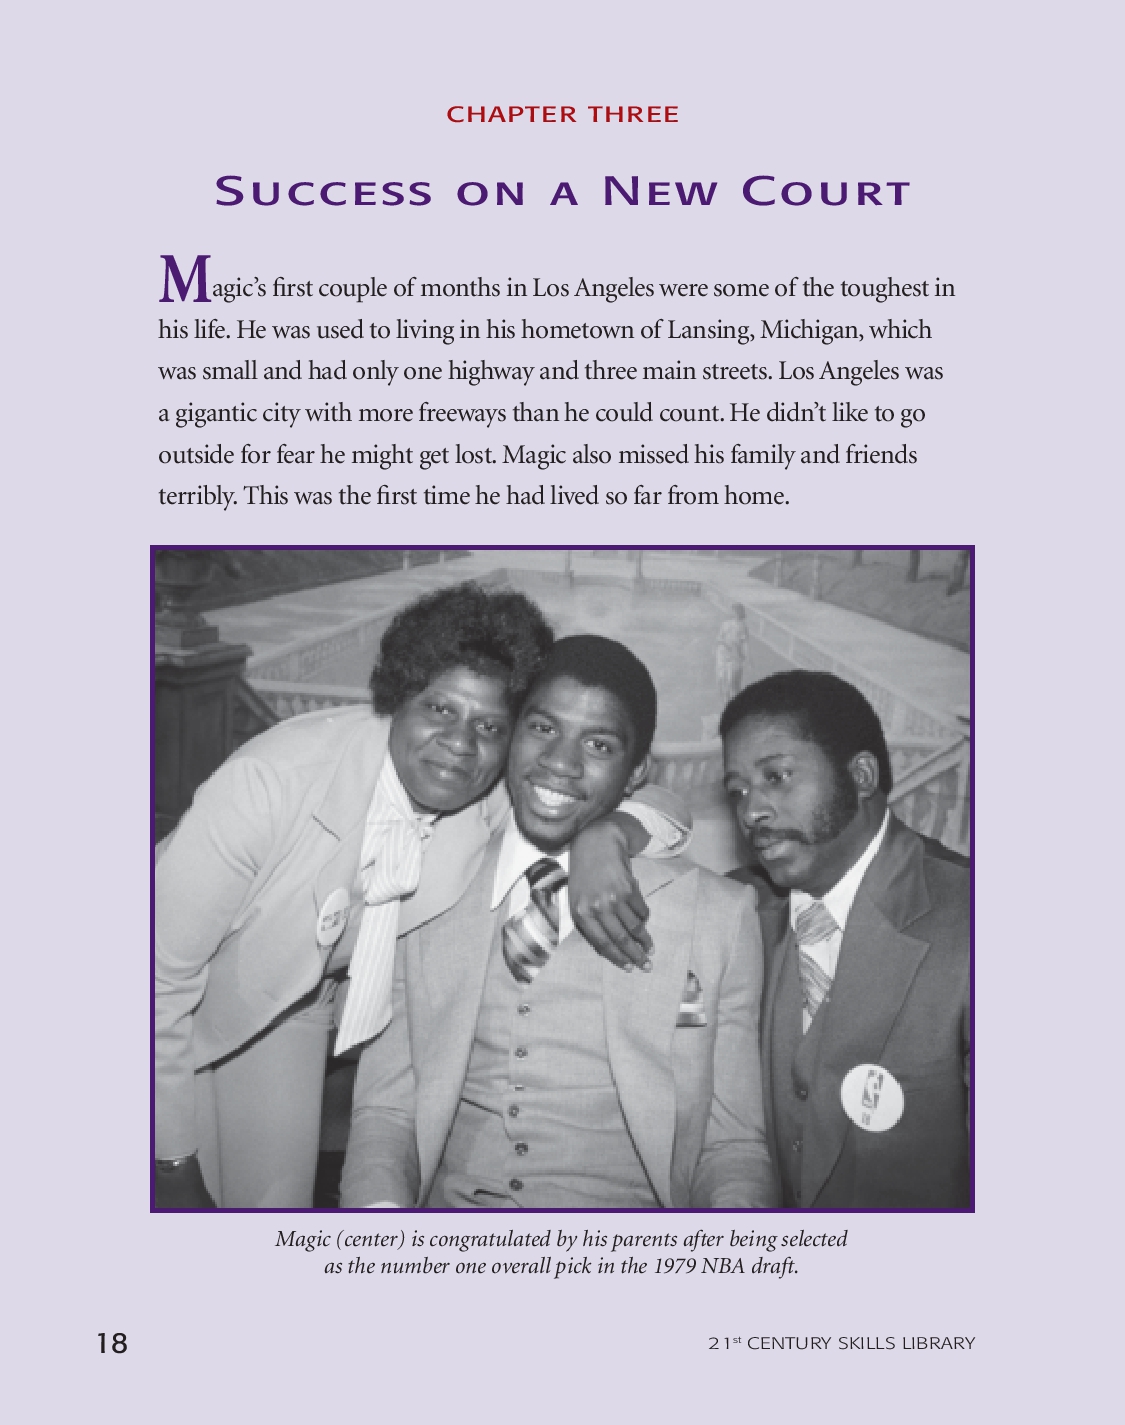 CHAPTER THREE
SUCCESS ON A NEW COURT
Magic’s first couple of months in Los Angeles were some of the toughest in
his life. He was used to living in his hometown of Lansing, Michigan, which
was small and had only one highway and three main streets. Los Angeles was
a gigantic city with more freeways than he could count. He didn’t like to go
outside for fear he might get lost. Magic also missed his family and friends
terribly. This was the first time he had lived so far from home.
Magic (center) is congratulated by his parents after being selected
as the number one overall pick in the 1979 NBA draft.
18
21st CENTURY SKILLS LIBRARY